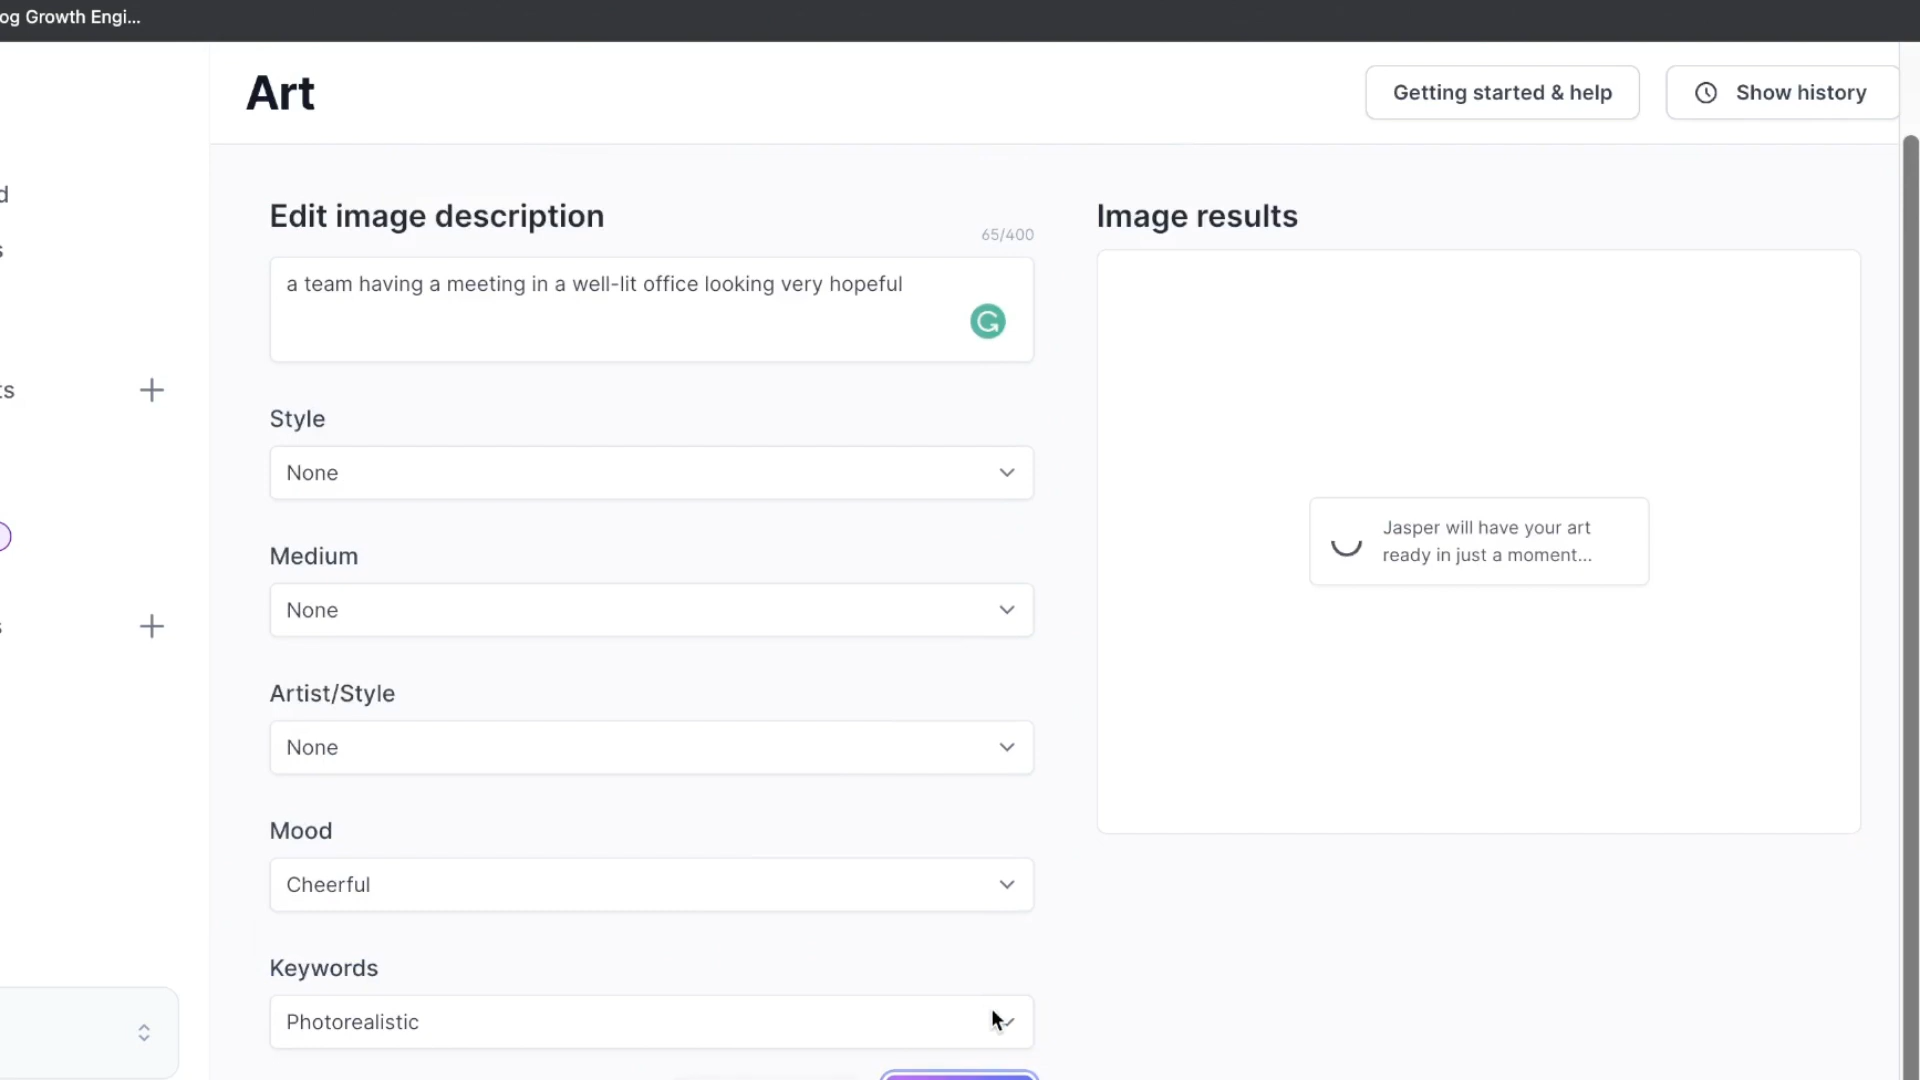 og Growth Engi...
Art
Getting started & help
Show history
d
s
Edit image description
65/400
Image results
a team having a meeting in a well-lit office looking very hopeful
ts
Style
None
Jasper will have your art
ready in just a moment...
Medium
None
s
Artist/Style
None
Mood
Cheerful
Keywords
Photorealistic